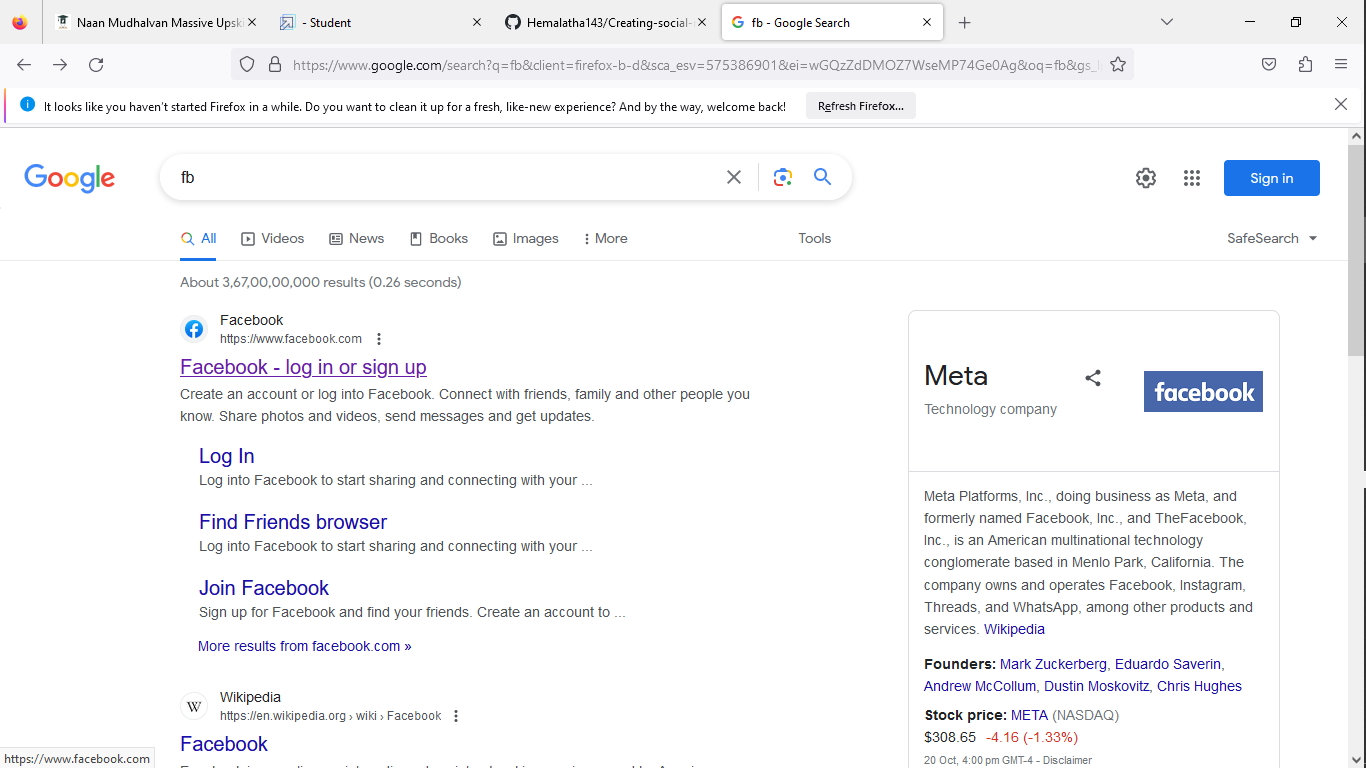 Naan Mudhalvan Massive Upsk
- Student
Hemalatha143/Creating-social-
fb - Google Search
https://www.google.com/search?q=fb&client=firefox-b-d&sca_esv=575386901&ei=wGQzZdDMOZ7WseMP74Ge0Ag&oq=fb&gs_l
It looks like you haven't started Firefox in a while. Do you want to clean it up for a fresh, like-new experience? And by the way, welcome back!
Refresh Firefox...
Google
fb
Sign in
All
Videos
News
Books
Images
More
Tools
SafeSearch
About 3,67,00,00,000 results (0.26 seconds)
Facebook
https://www.facebook.com
Facebook - log in or sign up
Create an account or log into Facebook. Connect with friends, family and other people you
know. Share photos and videos, send messages and get updates.
Log In
Log into Facebook to start sharing and connecting with your ...
Find Friends browser
Log into Facebook to start sharing and connecting with your ...
Join Facebook
Sign up for Facebook and find your friends. Create an account to ...
More results from facebook.com »
Wikipedia
https://en.wikipedia.org › wiki › Facebook
Facebook
Meta
Technology company
facebook
Meta Platforms, Inc., doing business as Meta, and
formerly named Facebook, Inc., and TheFacebook,
Inc., is an American multinational technology
conglomerate based in Menlo Park, California. The
company owns and operates Facebook, Instagram,
Threads, and WhatsApp, among other products and
services. Wikipedia
Founders: Mark Zuckerberg, Eduardo Saverin,
Andrew McCollum, Dustin Moskovitz, Chris Hughes
Stock price: META (NASDAQ)
$308.65 -4.16 (-1.33%)
20 Oct, 4:00 pm GMT-4 - Disclaimer
https://www.facebook.com